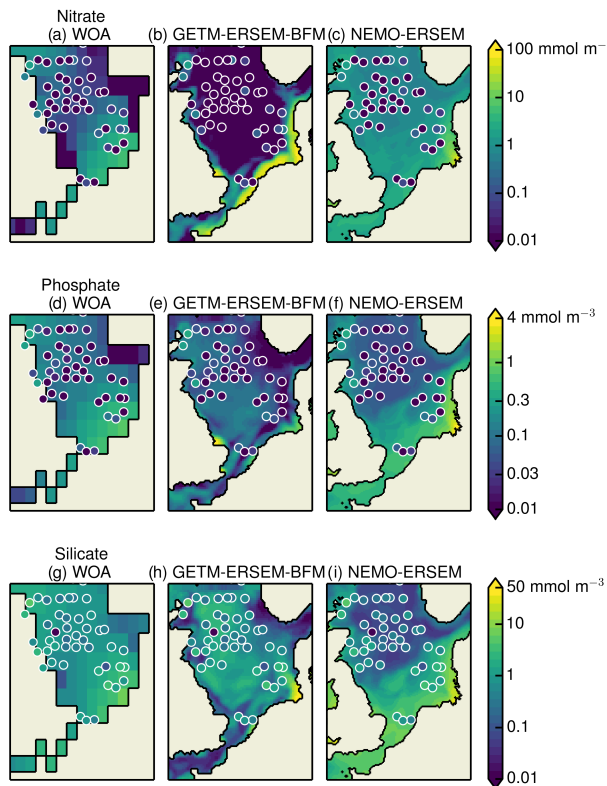 Nitrate
(a) WOA
(b) GETM-ERSEM-BFM
(c) NEMO-ERSEM
100 mmol m⁻
10
1
0.1
0.01
Phosphate
(d) WOA
(e) GETM-ERSEM-BFM
(f) NEMO-ERSEM
4 mmol m⁻³
1
0.3
0.1
0.03
0.01
Silicate
(g) WOA
(h) GETM-ERSEM-BFM
(i) NEMO-ERSEM
50 mmol m⁻³
10
1
0.1
0.01